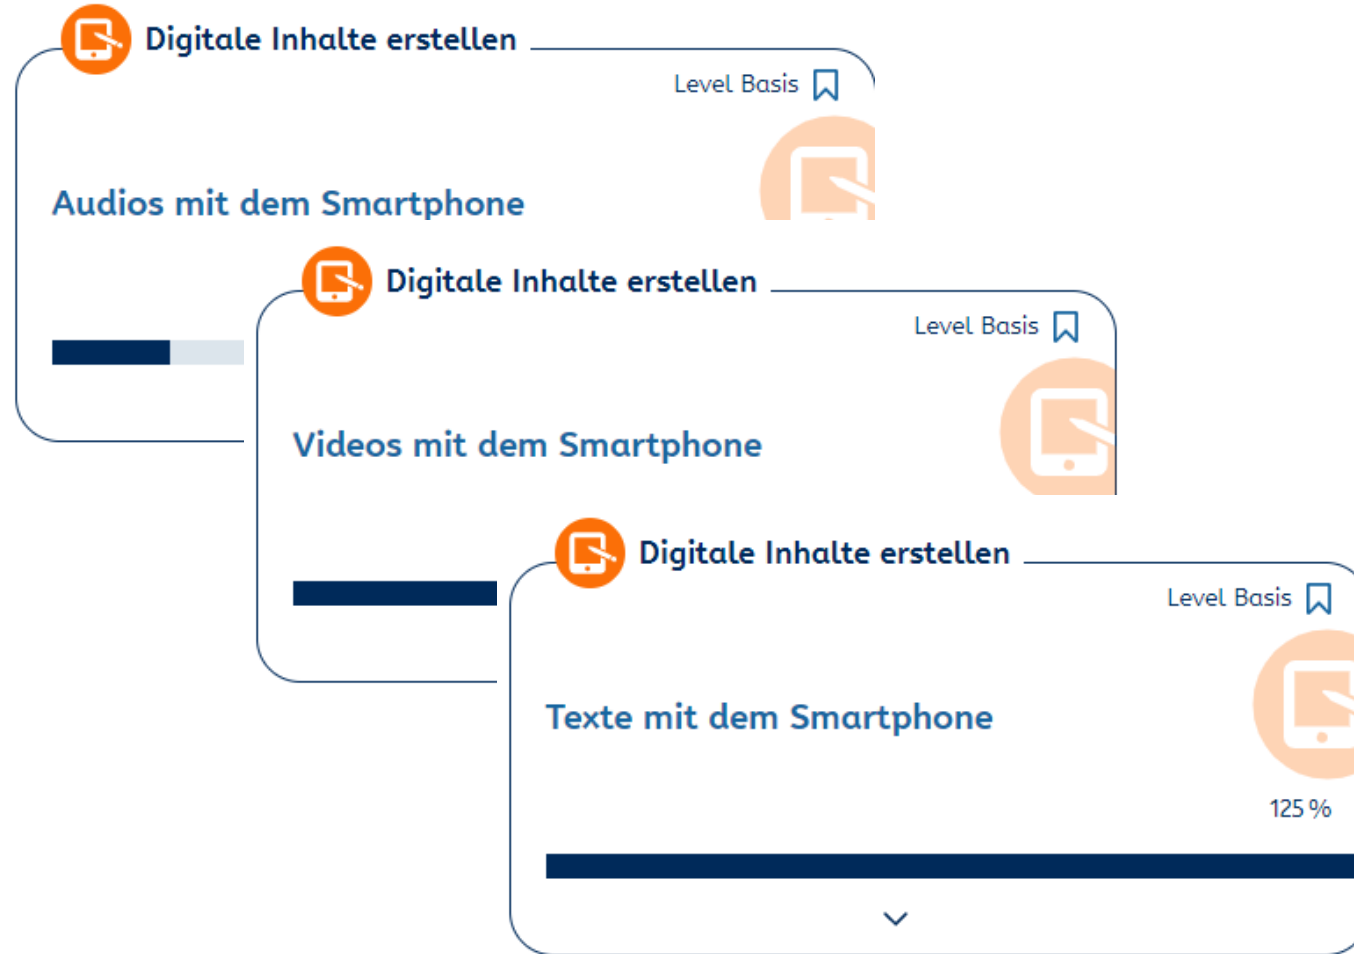 Digitale Inhalte erstellen
Level Basis
Audios mit dem Smartphone
Digitale Inhalte erstellen
Level Basis
Videos mit dem Smartphone
Digitale Inhalte erstellen
Level Basis
Texte mit dem Smartphone
125 %